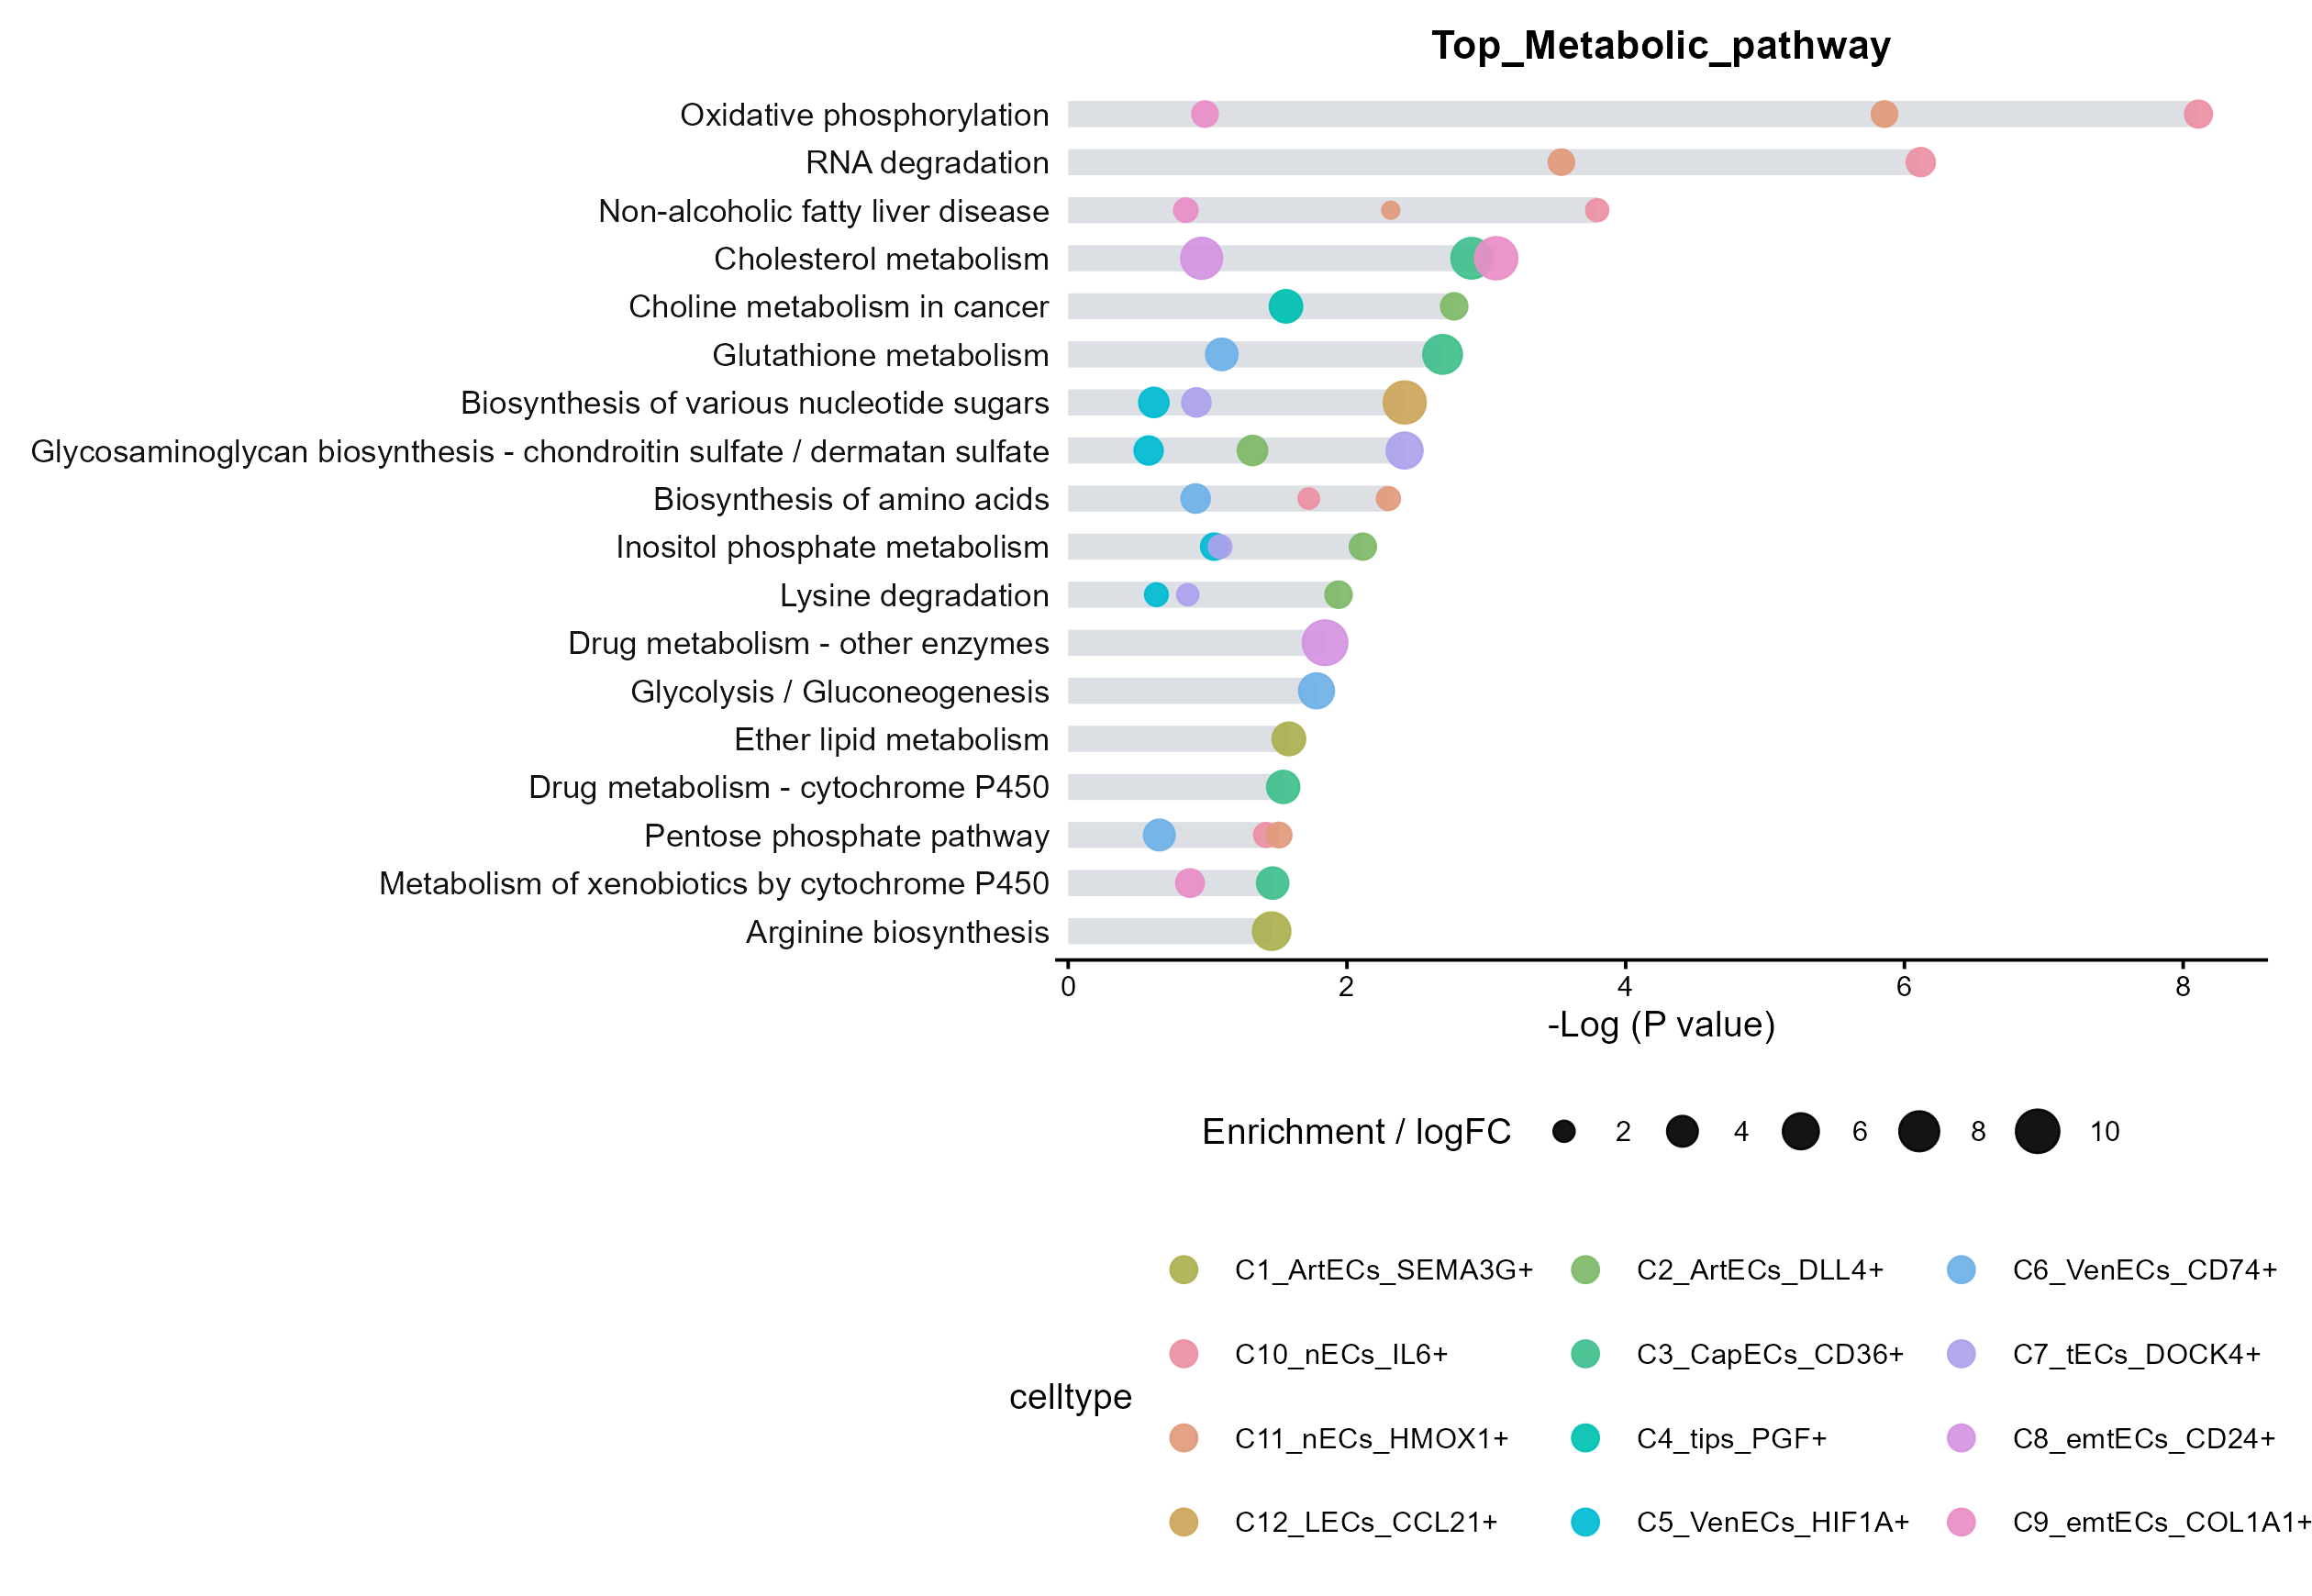 Top_Metabolic_pathway
Oxidative phosphorylation
RNA degradation
Non-alcoholic fatty liver disease
Cholesterol metabolism
Choline metabolism in cancer
Glutathione metabolism
Biosynthesis of various nucleotide sugars
Glycosaminoglycan biosynthesis - chondroitin sulfate / dermatan sulfate
Biosynthesis of amino acids
Inositol phosphate metabolism
Lysine degradation
Drug metabolism - other enzymes
Glycolysis / Gluconeogenesis
Ether lipid metabolism
Drug metabolism - cytochrome P450
Pentose phosphate pathway
Metabolism of xenobiotics by cytochrome P450
Arginine biosynthesis
0 2 4 6 8
-Log (P value)
Enrichment / logFC 2 4 6 8 10
celltype
C1_ArtECs_SEMA3G+ C2_ArtECs_DLL4+ C6_VenECs_CD74+
C10_nECs_IL6+ C3_CapECs_CD36+ C7_tECs_DOCK4+
C11_nECs_HMOX1+ C4_tips_PGF+ C8_emtECs_CD24+
C12_LECs_CCL21+ C5_VenECs_HIF1A+ C9_emtECs_COL1A1+